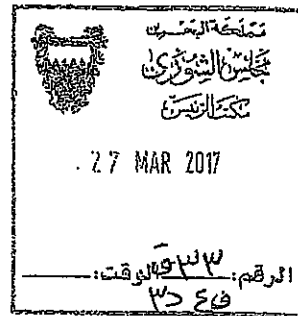 مملكة البحرين
مجلس الشورى
مكتب الرئيس
27 MAR 2017
الرقم: الوقت: